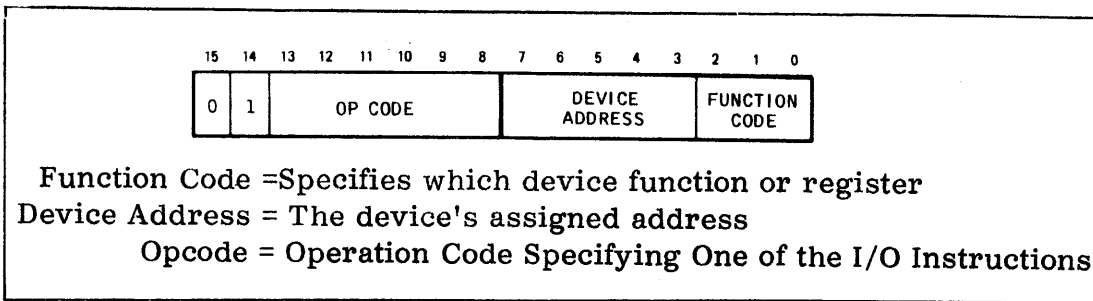 15 14 13 12 11 10 9 8 7 6 5 4 3 2 1 0
0 1 OP CODE DEVICE ADDRESS FUNCTION CODE
Function Code =Specifies which device function or register
Device Address = The device's assigned address
Opcode = Operation Code Specifying One of the I/O Instructions